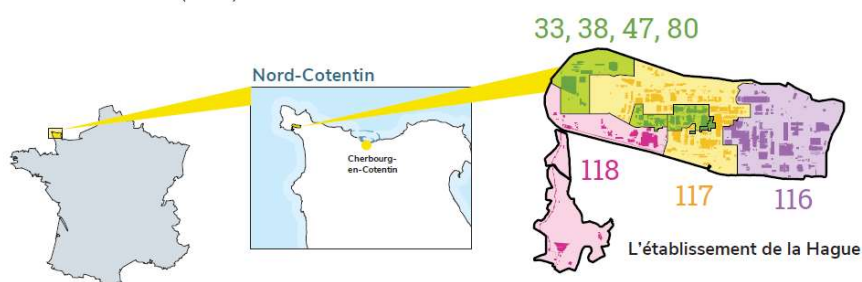 33, 38, 47, 80
Nord-Cotentin
Cherbourg-
en-Cotentin
118
117
116
L'établissement de la Hague